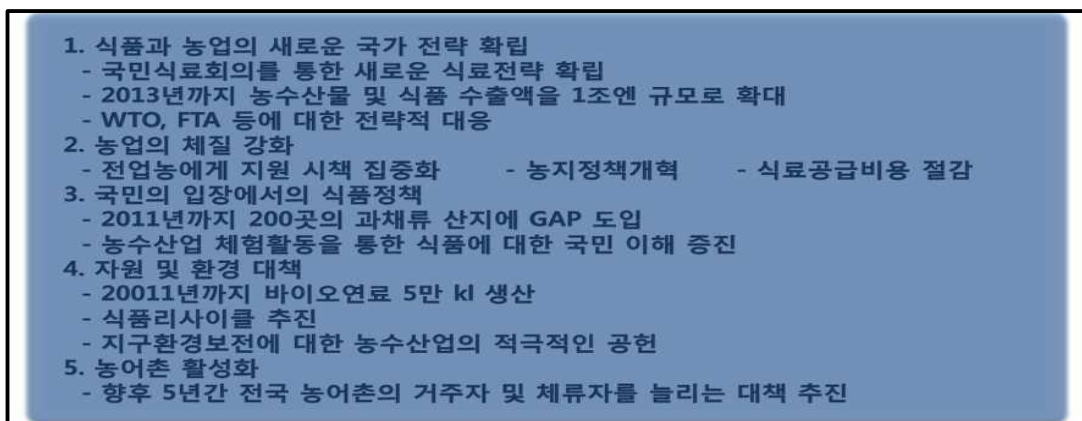 1. 식품과 농업의 새로운 국가 전략 확립
- 국민식료회의를 통한 새로운 식료전략 확립
- 2013년까지 농수산물 및 식품 수출액을 1조엔 규모로 확대
- WTO, FTA 등에 대한 전략적 대응
2. 농업의 체질 강화
- 전업농에게 지원 시책 집중화 - 농지정책개혁 - 식료공급비용 절감
3. 국민의 입장에서의 식품정책
- 2011년까지 200곳의 과채류 산지에 GAP 도입
- 농수산업 체험활동을 통한 식품에 대한 국민 이해 증진
4. 자원 및 환경 대책
- 20011년까지 바이오연료 5만 kl 생산
- 식품리사이클 추진
- 지구환경보전에 대한 농수산업의 적극적인 공헌
5. 농어촌 활성화
- 향후 5년간 전국 농어촌의 거주자 및 체류자를 늘리는 대책 추진